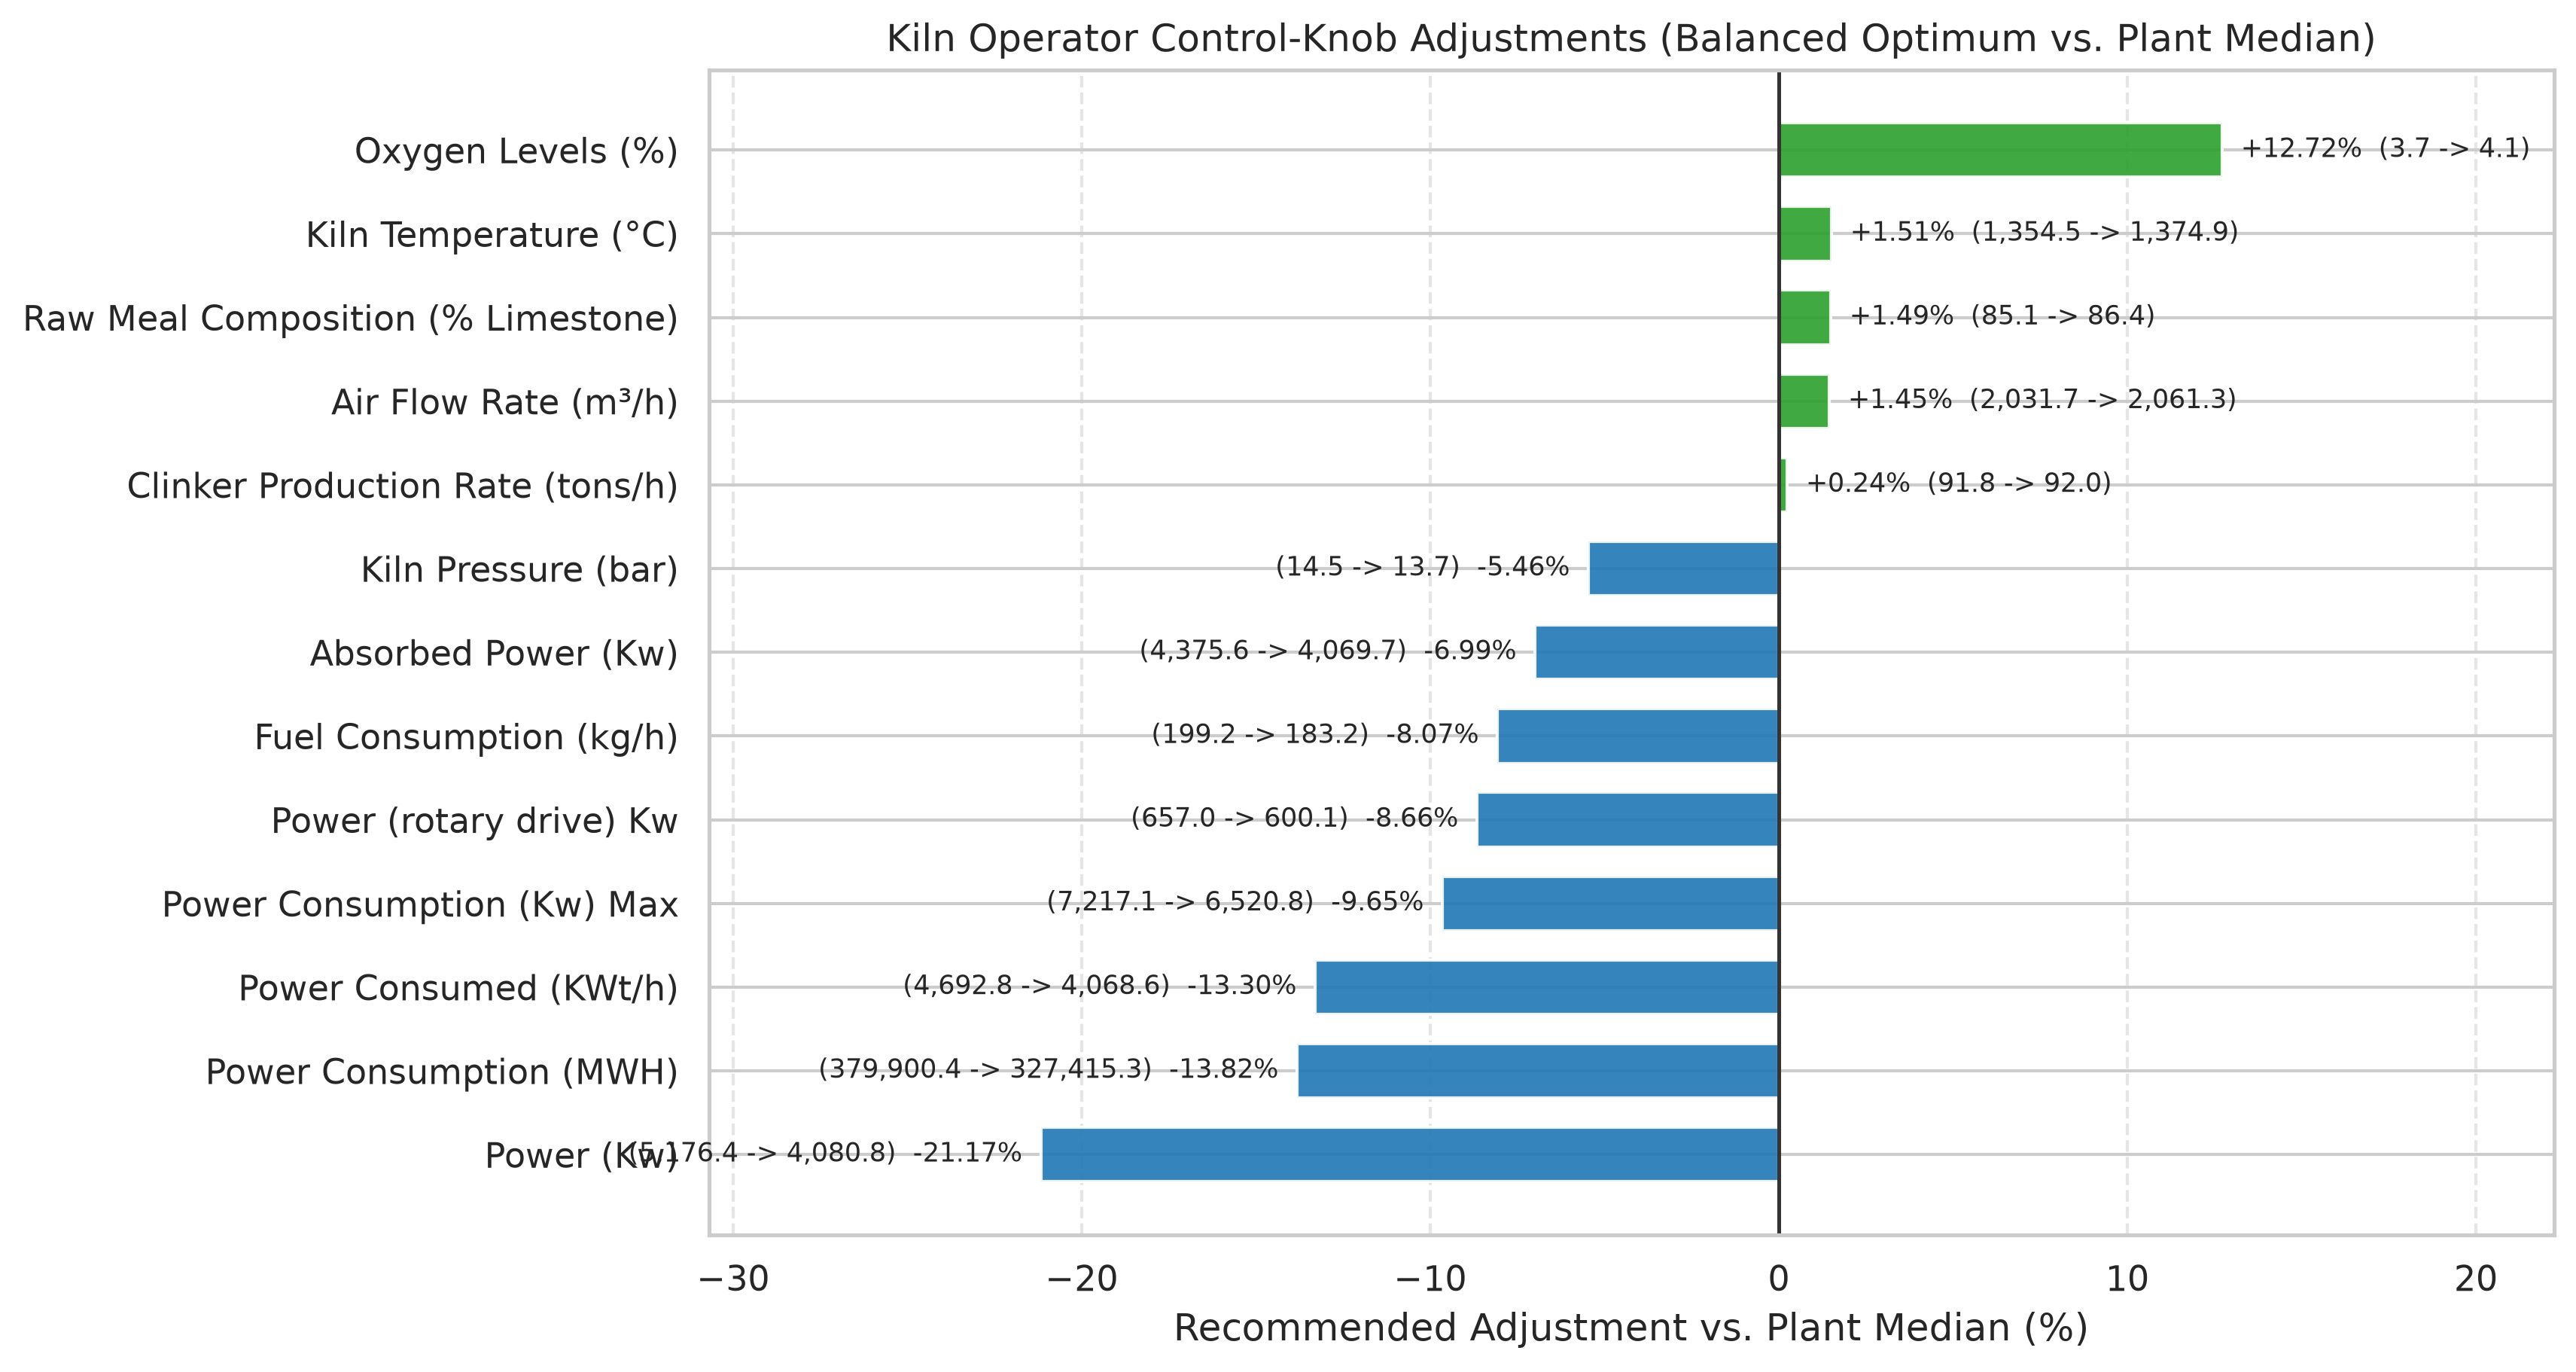 Kiln Operator Control-Knob Adjustments (Balanced Optimum vs. Plant Median)
Oxygen Levels (%) +12.72% (3.7 -> 4.1)
Kiln Temperature (°C) +1.51% (1,354.5 -> 1,374.9)
Raw Meal Composition (% Limestone) +1.49% (85.1 -> 86.4)
Air Flow Rate (m³/h) +1.45% (2,031.7 -> 2,061.3)
Clinker Production Rate (tons/h) +0.24% (91.8 -> 92.0)
Kiln Pressure (bar) (14.5 -> 13.7) -5.46%
Absorbed Power (Kw) (4,375.6 -> 4,069.7) -6.99%
Fuel Consumption (kg/h) (199.2 -> 183.2) -8.07%
Power (rotary drive) Kw (657.0 -> 600.1) -8.66%
Power Consumption (Kw) Max (7,217.1 -> 6,520.8) -9.65%
Power Consumed (KWt/h) (4,692.8 -> 4,068.6) -13.30%
Power Consumption (MWH) (379,900.4 -> 327,415.3) -13.82%
Power (Kw) (5,176.4 -> 4,080.8) -21.17%
−30 −20 −10 0 10 20
Recommended Adjustment vs. Plant Median (%)